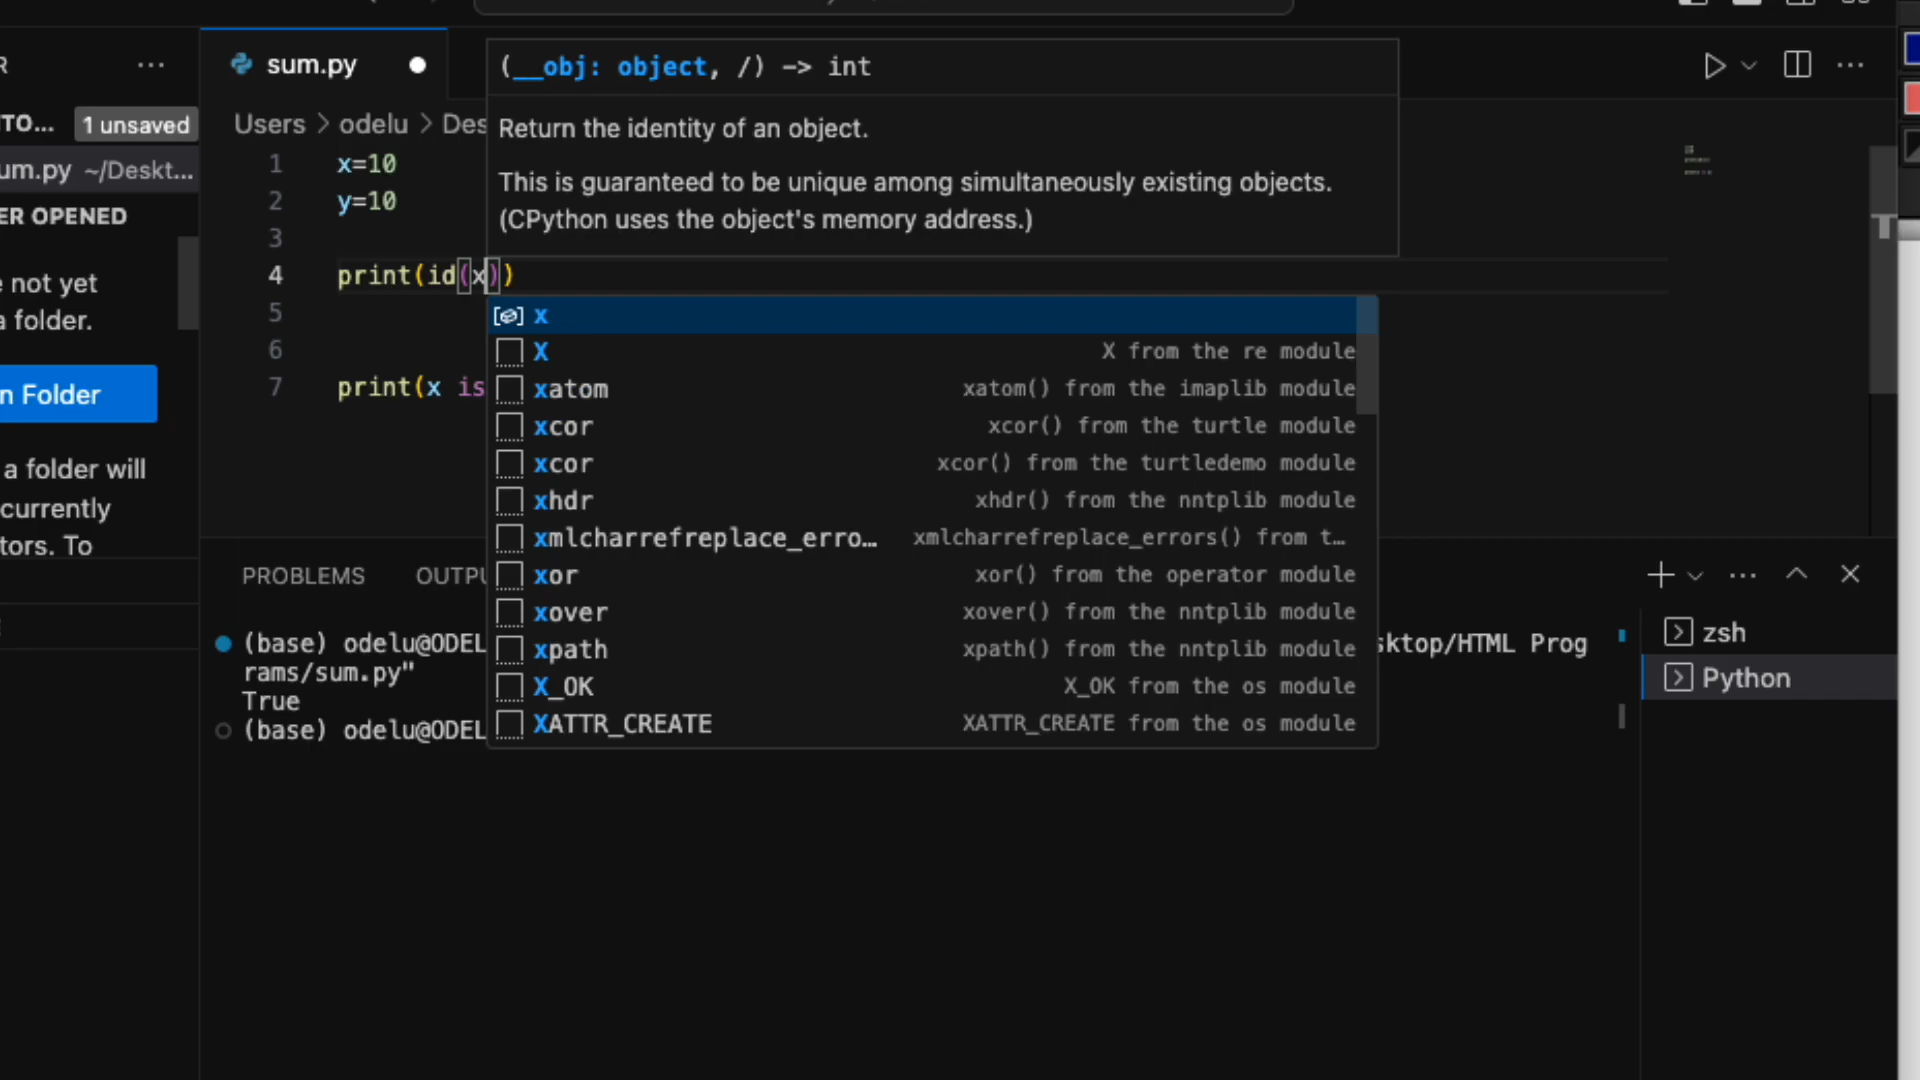 R
sum.py
(__obj: object, /) -> int
TO...
1 unsaved
Users > odelu > Des
Return the identity of an object.
um.py ~/Deskt...
1 x=10
This is guaranteed to be unique among simultaneously existing objects.
2 y=10
(CPython uses the object's memory address.)
ER OPENED
3
4 print(id(x))
e not yet
5
x
a folder.
6
X X from the re module
7 print(x is
n Folder
xatom xatom() from the imaplib module
xcor xcor() from the turtle module
xcor xcor() from the turtledemo module
a folder will
xhdr xhdr() from the nntplib module
currently
xmlcharrefreplace_erro... xmlcharrefreplace_errors() from t...
tors. To
PROBLEMS OUTPU
xor xor() from the operator module
xover xover() from the nntplib module
xpath xpath() from the nntplib module
X_OK X_OK from the os module
XATTR_CREATE XATTR_CREATE from the os module
(base) odelu@ODEL sktop/HTML Prog
rams/sum.py"
True
(base) odelu@ODEL
zsh
Python